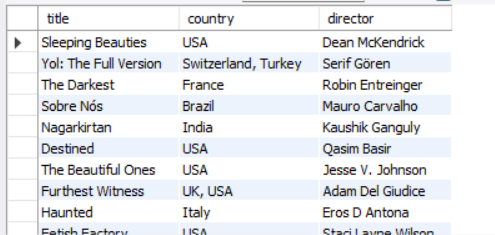 title country director
Sleeping Beauties USA Dean McKendrick
Yol: The Full Version Switzerland, Turkey Serif Gören
The Darkest France Robin Entreinger
Sobre Nós Brazil Mauro Carvalho
Nagarkirtan India Kaushik Ganguly
Destined USA Qasim Basir
The Beautiful Ones USA Jesse V. Johnson
Furthest Witness UK, USA Adam Del Giudice
Haunted Italy Eros D Antona
Fetish Factory USA Staci Layne Wilson